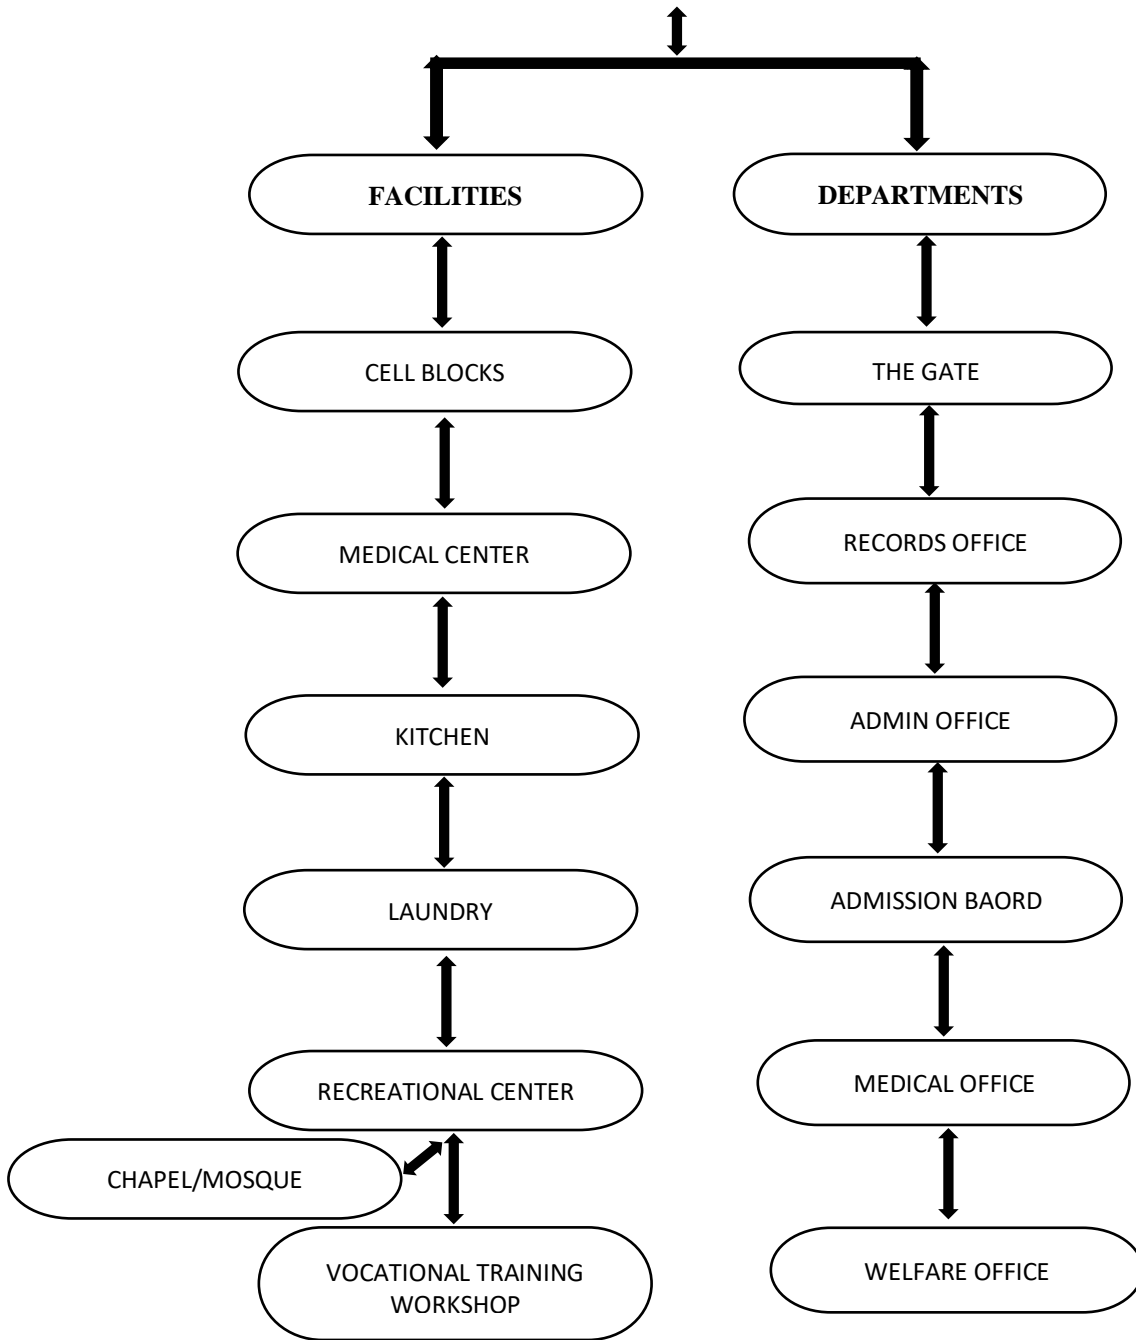 FACILITIES
DEPARTMENTS
CELL BLOCKS
THE GATE
MEDICAL CENTER
RECORDS OFFICE
KITCHEN
ADMIN OFFICE
LAUNDRY
ADMISSION BAORD
RECREATIONAL CENTER
MEDICAL OFFICE
CHAPEL/MOSQUE
VOCATIONAL TRAINING
WORKSHOP
WELFARE OFFICE